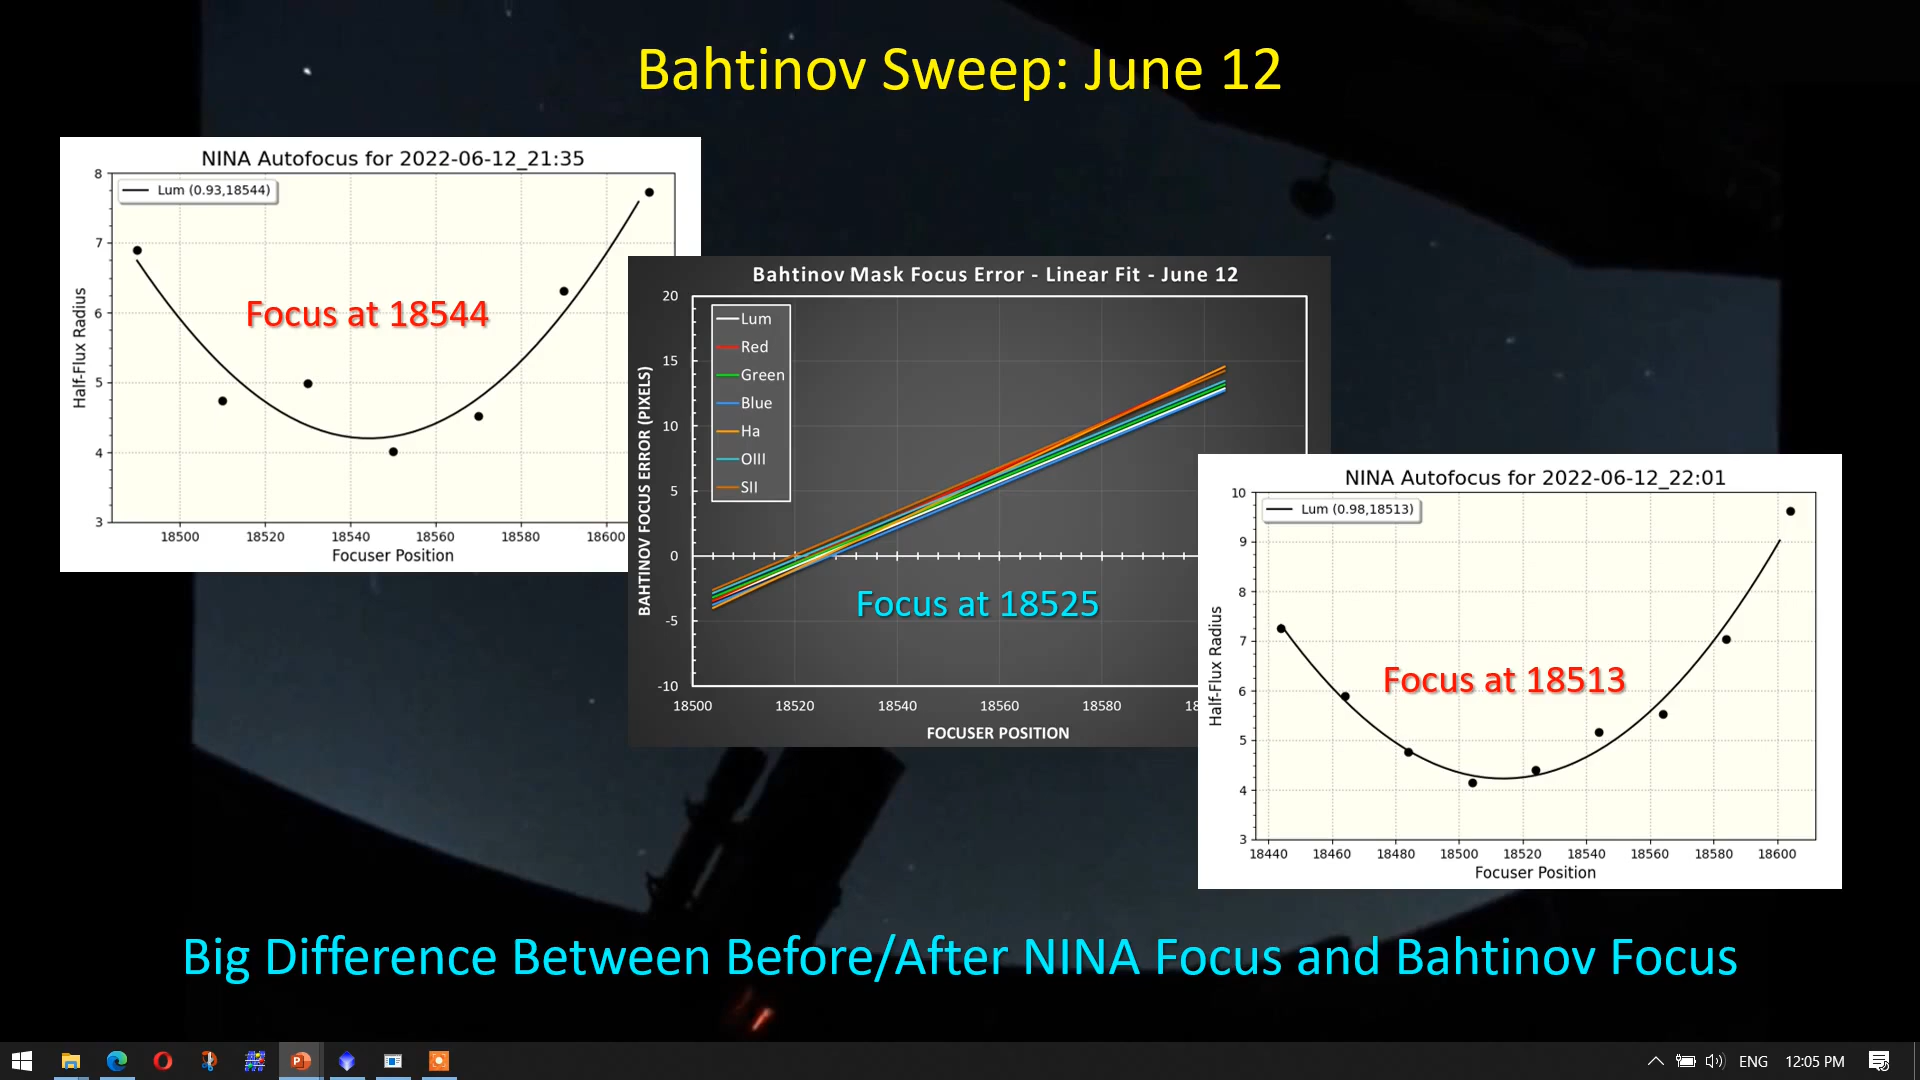 Bahtinov Sweep: June 12
NINA Autofocus for 2022-06-12_21:35
Lum (0.93,18544)
8
7
6
5
4
3
Half-Flux Radius
Focus at 18544
18500 18520 18540 18560 18580 18600
Focuser Position
Bahtinov Mask Focus Error - Linear Fit - June 12
20
15
10
5
0
-5
-10
BAHTINOV FOCUS ERROR (PIXELS)
Lum
Red
Green
Blue
Ha
OIII
SII
Focus at 18525
18500 18520 18540 18560 18580 18
FOCUSER POSITION
NINA Autofocus for 2022-06-12_22:01
Lum (0.98,18513)
10
9
8
7
6
5
4
3
Half-Flux Radius
Focus at 18513
18440 18460 18480 18500 18520 18540 18560 18580 18600
Focuser Position
Big Difference Between Before/After NINA Focus and Bahtinov Focus
ENG 12:05 PM